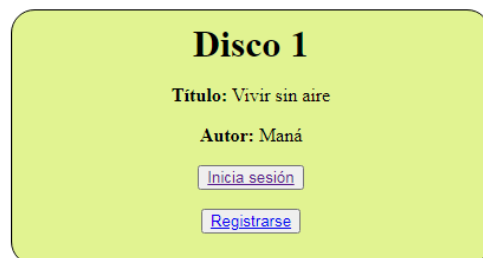 Disco 1
Título: Vivir sin aire
Autor: Maná
Inicia sesión
Registrarse